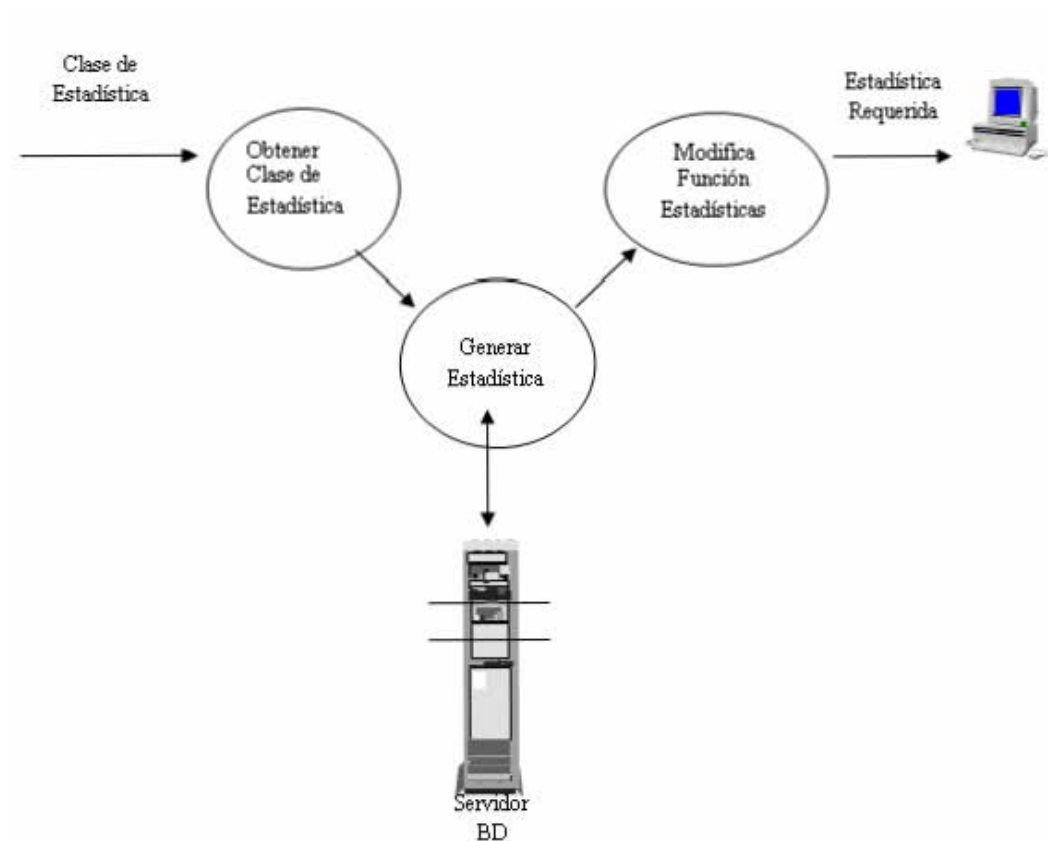 Clase de
Estadística
Obtener
Clase de
Estadística
Generar
Estadística
Modifica
Función
Estadísticas
Estadística
Requerida
Servidor
BD